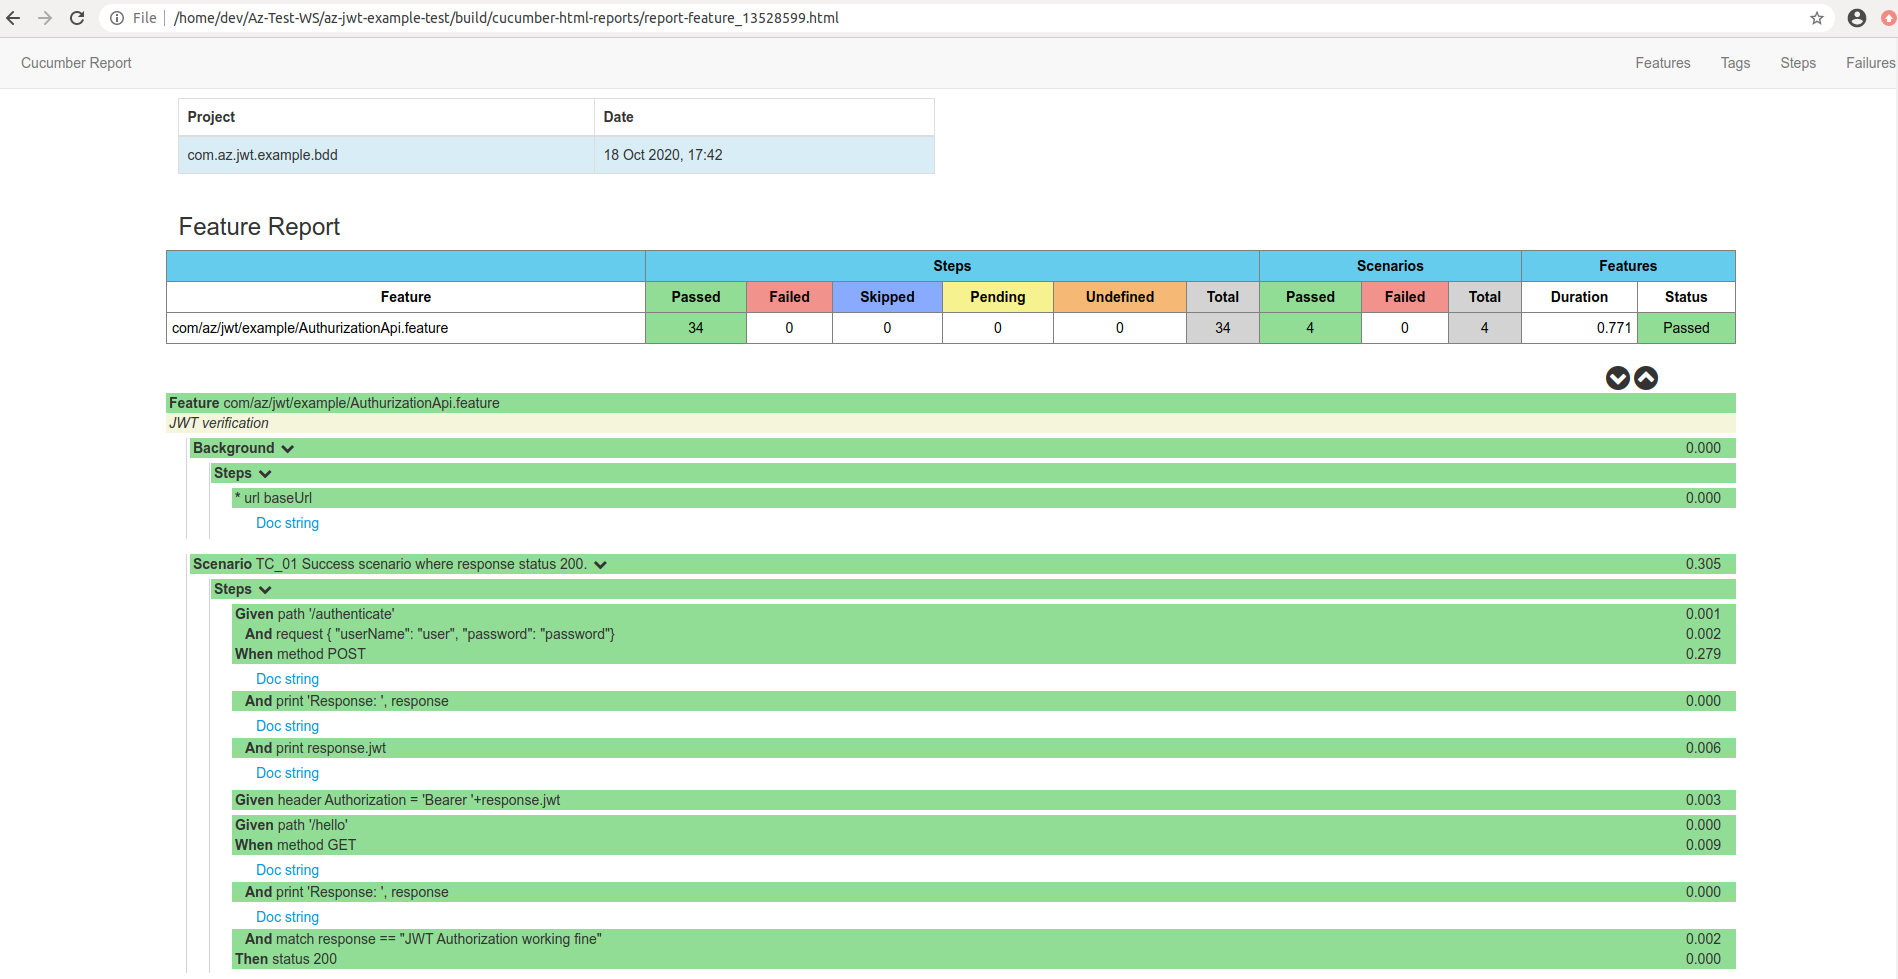 File /home/dev/Az-Test-WS/az-jwt-example-test/build/cucumber-html-reports/report-feature_13528599.html
Cucumber Report Features Tags Steps Failures
Project Date
com.az.jwt.example.bdd 18 Oct 2020, 17:42
Feature Report
Steps Scenarios Features
Feature Passed Failed Skipped Pending Undefined Total Passed Failed Total Duration Status
com/az/jwt/example/AuthurizationApi.feature 34 0 0 0 0 34 4 0 4 0.771 Passed
Feature com/az/jwt/example/AuthurizationApi.feature
JWT verification
Background 0.000
Steps
* url baseUrl 0.000
Doc string
Scenario TC_01 Success scenario where response status 200. 0.305
Steps
Given path '/authenticate' 0.001
And request { "userName": "user", "password": "password"} 0.002
When method POST 0.279
Doc string
And print 'Response: ', response 0.000
Doc string
And print response.jwt 0.006
Doc string
Given header Authorization = 'Bearer '+response.jwt 0.003
Given path '/hello' 0.000
When method GET 0.009
Doc string
And print 'Response: ', response 0.000
Doc string
And match response == "JWT Authorization working fine" 0.002
Then status 200 0.000